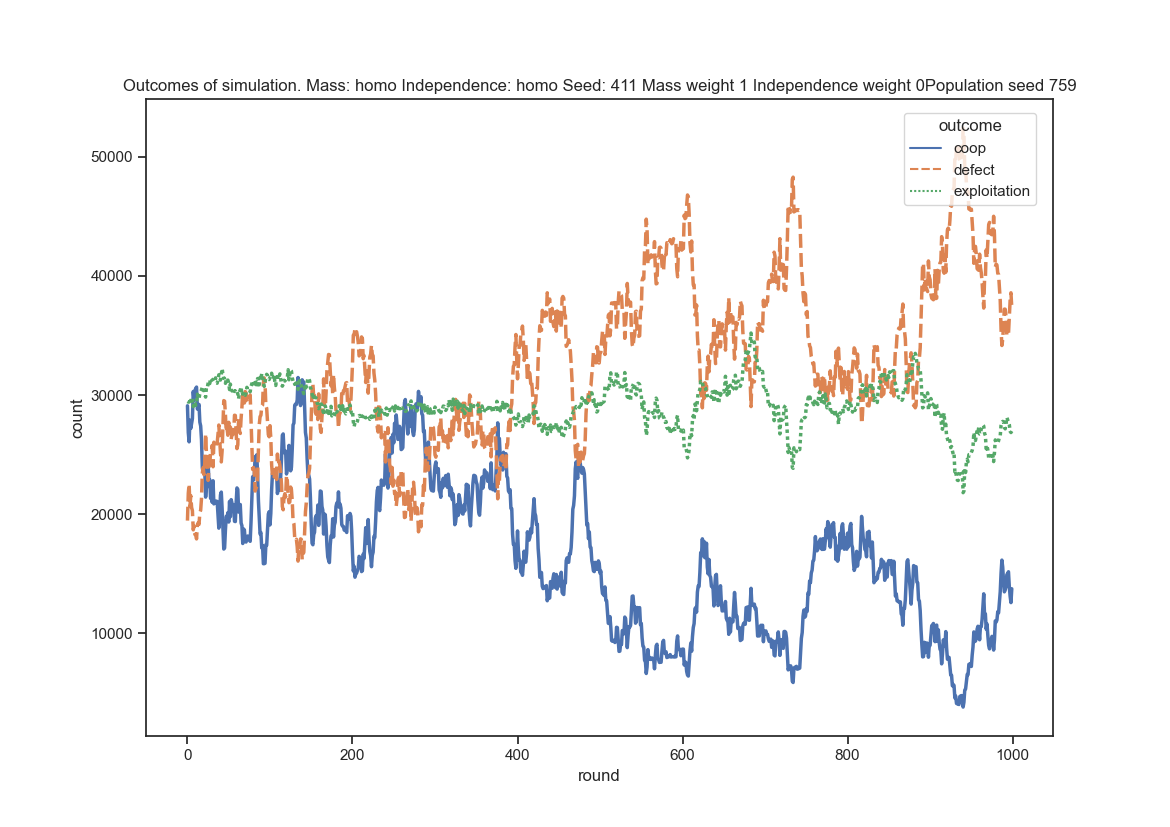 Outcomes of simulation. Mass: homo Independence: homo Seed: 411 Mass weight 1 Independence weight 0Population seed 759
outcome
coop
defect
exploitation
50000
40000
30000
20000
10000
count
0 200 400 600 800 1000
round